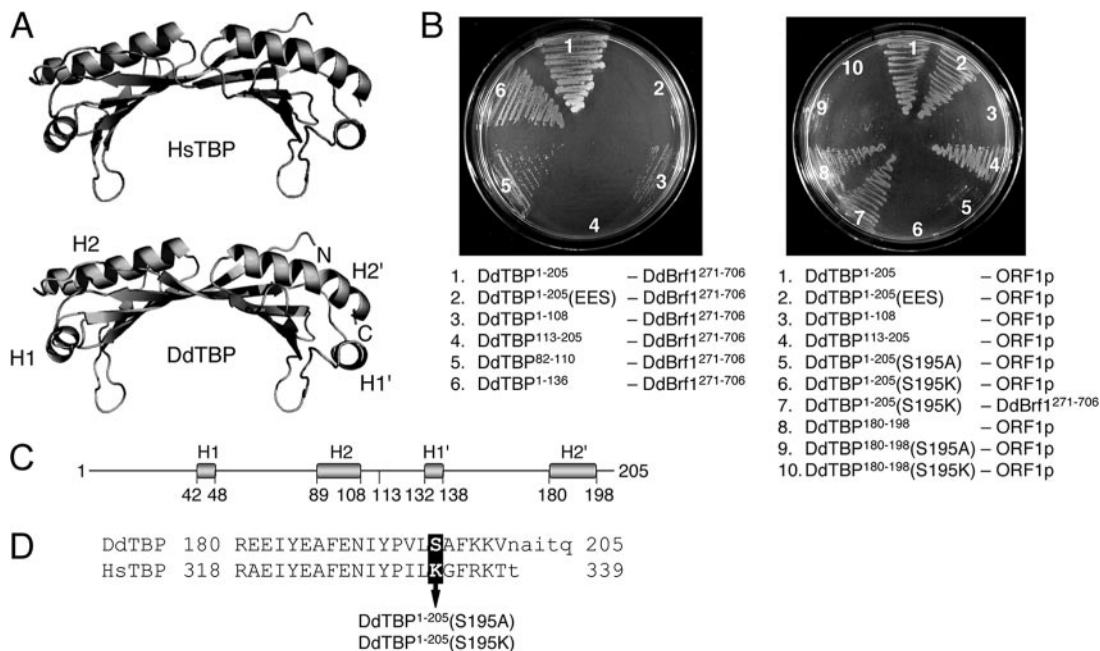 A
HsTBP
H2
N
H2'
C
H1
DdTBP
H1'
B
1
2
3
4
5
6
1
2
3
4
5
6
7
8
9
10
1. DdTBP1-205 – DdBrf1271-706
2. DdTBP1-205(EES) – DdBrf1271-706
3. DdTBP1-108 – DdBrf1271-706
4. DdTBP113-205 – DdBrf1271-706
5. DdTBP82-110 – DdBrf1271-706
6. DdTBP1-136 – DdBrf1271-706
1. DdTBP1-205 – ORF1p
2. DdTBP1-205(EES) – ORF1p
3. DdTBP1-108 – ORF1p
4. DdTBP113-205 – ORF1p
5. DdTBP1-205(S195A) – ORF1p
6. DdTBP1-205(S195K) – ORF1p
7. DdTBP1-205(S195K) – DdBrf1271-706
8. DdTBP180-198 – ORF1p
9. DdTBP180-198(S195A) – ORF1p
10. DdTBP180-198(S195K) – ORF1p
C
H1 H2 H1' H2'
1 205
42 48 89 108 113 132 138 180 198
D
DdTBP 180 REEIYEAFENIYPVLSAFKKVnaitq 205
HsTBP 318 RAEIYEAFENIYPILKGFRKTt 339
DdTBP1-205(S195A)
DdTBP1-205(S195K)